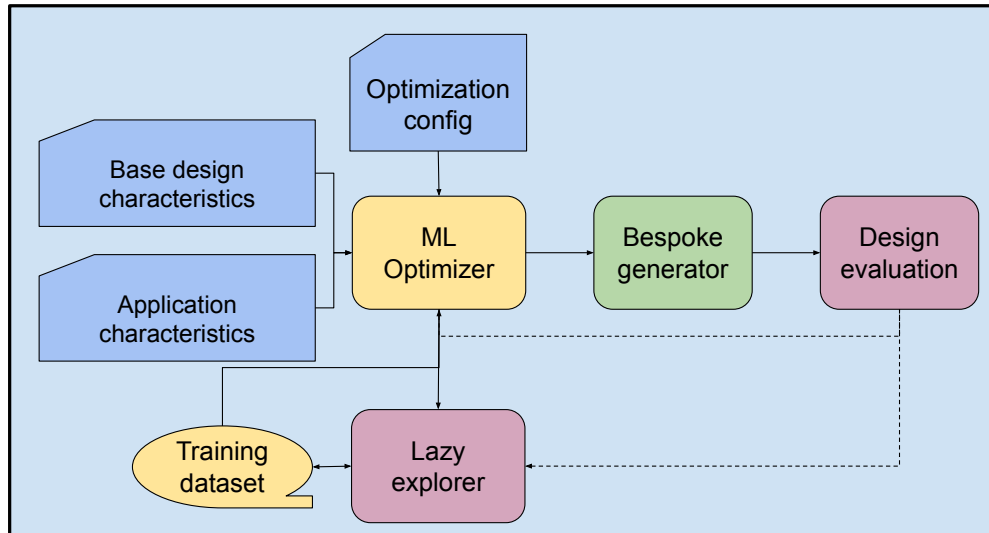 Optimization
config
Base design
characteristics
ML
Optimizer
Bespoke
generator
Design
evaluation
Application
characteristics
Training
dataset
Lazy
explorer